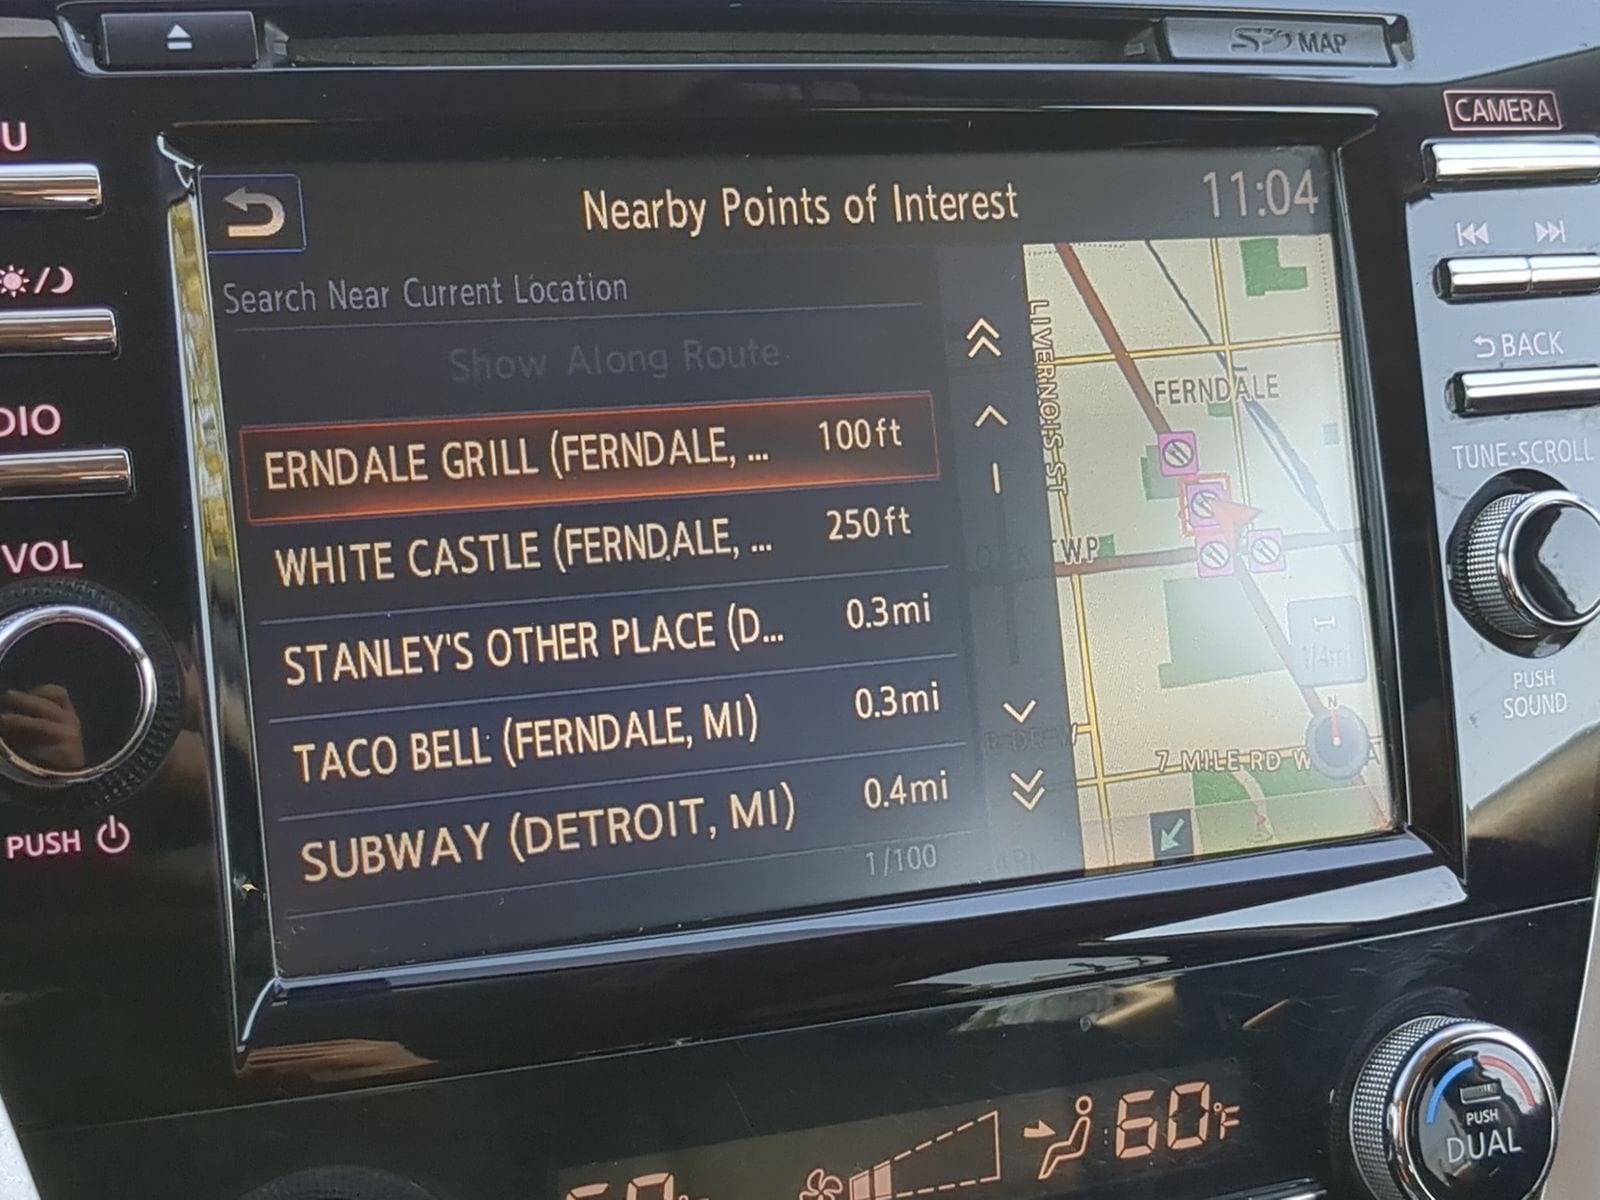 SD MAP
CAMERA
U
Nearby Points of Interest
11:04
Search Near Current Location
Show Along Route
ERNDALE GRILL (FERNDALE, ... 100ft
WHITE CASTLE (FERNDALE, ... 250ft
STANLEY'S OTHER PLACE (D... 0.3mi
TACO BELL (FERNDALE, MI) 0.3mi
SUBWAY (DETROIT, MI) 0.4mi
1/100
LIVERNOIS ST
FERNDALE
TWP
1/4mi
N
7 MILE RD W
BACK
TUNE·SCROLL
PUSH
SOUND
DIO
VOL
PUSH
60°F
PUSH
DUAL